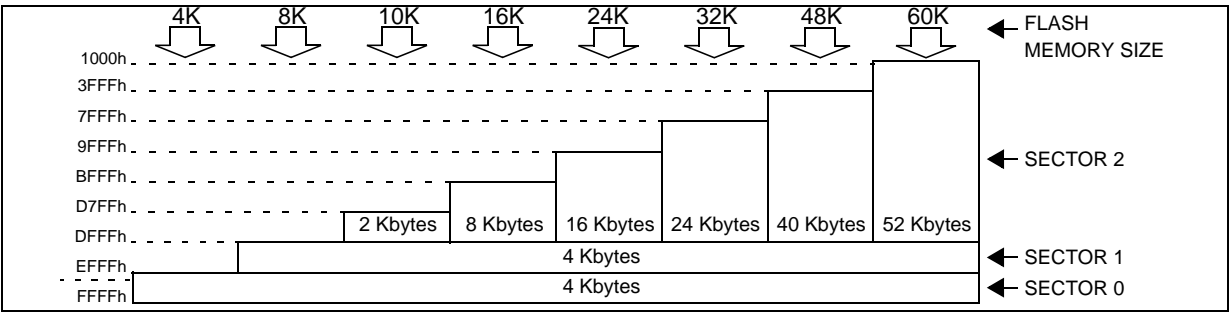 4K 8K 10K 16K 24K 32K 48K 60K
FLASH
MEMORY SIZE
1000h
3FFFh
7FFFh
9FFFh
SECTOR 2
BFFFh
D7FFh
2 Kbytes 8 Kbytes 16 Kbytes 24 Kbytes 40 Kbytes 52 Kbytes
DFFFh
4 Kbytes
SECTOR 1
EFFFh
4 Kbytes
SECTOR 0
FFFFh